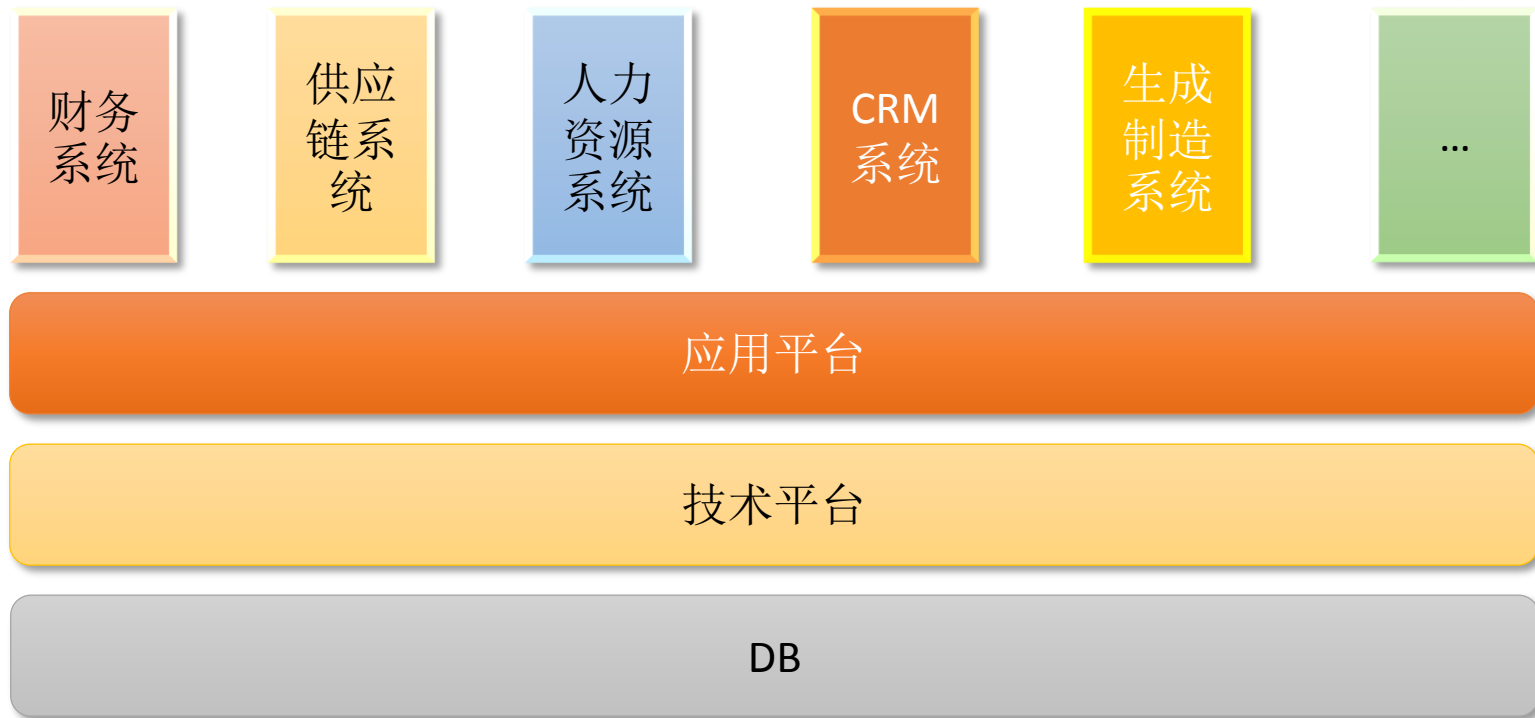 财务
系统
供应
链系
统
人力
资源
系统
CRM
系统
生成
制造
系统
...
应用平台
技术平台
DB